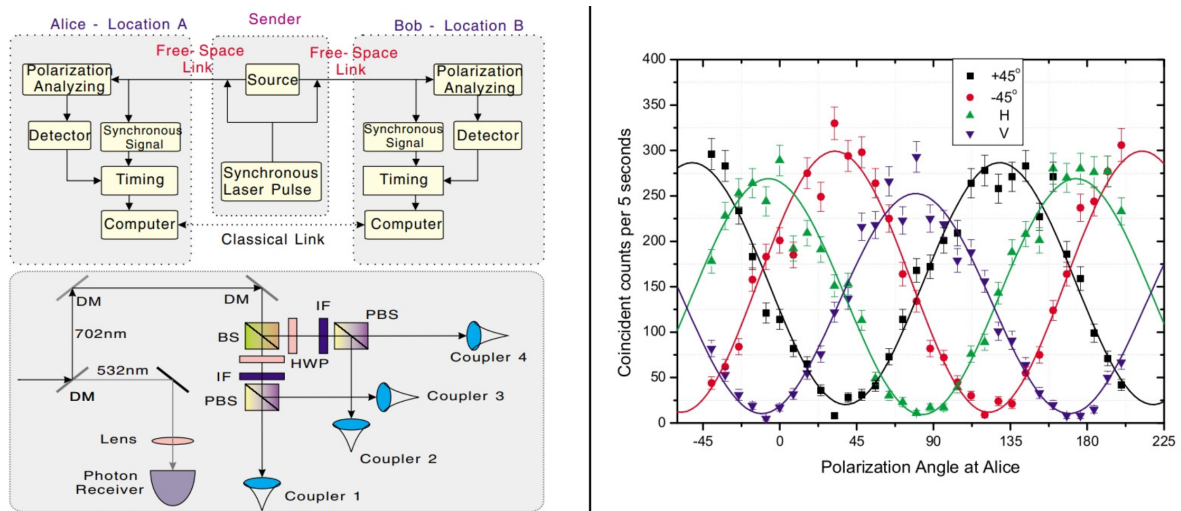 Alice - Location A
Sender
Bob - Location B
Free-Space
Link
Free-Space
Link
Polarization
Analyzing
Source
Polarization
Analyzing
Detector
Synchronous
Signal
Synchronous
Signal
Detector
Timing
Synchronous
Laser Pulse
Timing
Computer
Classical Link
Computer
DM
DM
702nm
532nm
DM
BS
IF
PBS
HWP
Coupler 4
IF
PBS
Coupler 3
Lens
Coupler 2
Photon
Receiver
Coupler 1
Coincident counts per 5 seconds
400
350
300
250
200
150
100
50
0
+45°
-45°
H
V
-45
0
45
90
135
180
225
Polarization Angle at Alice